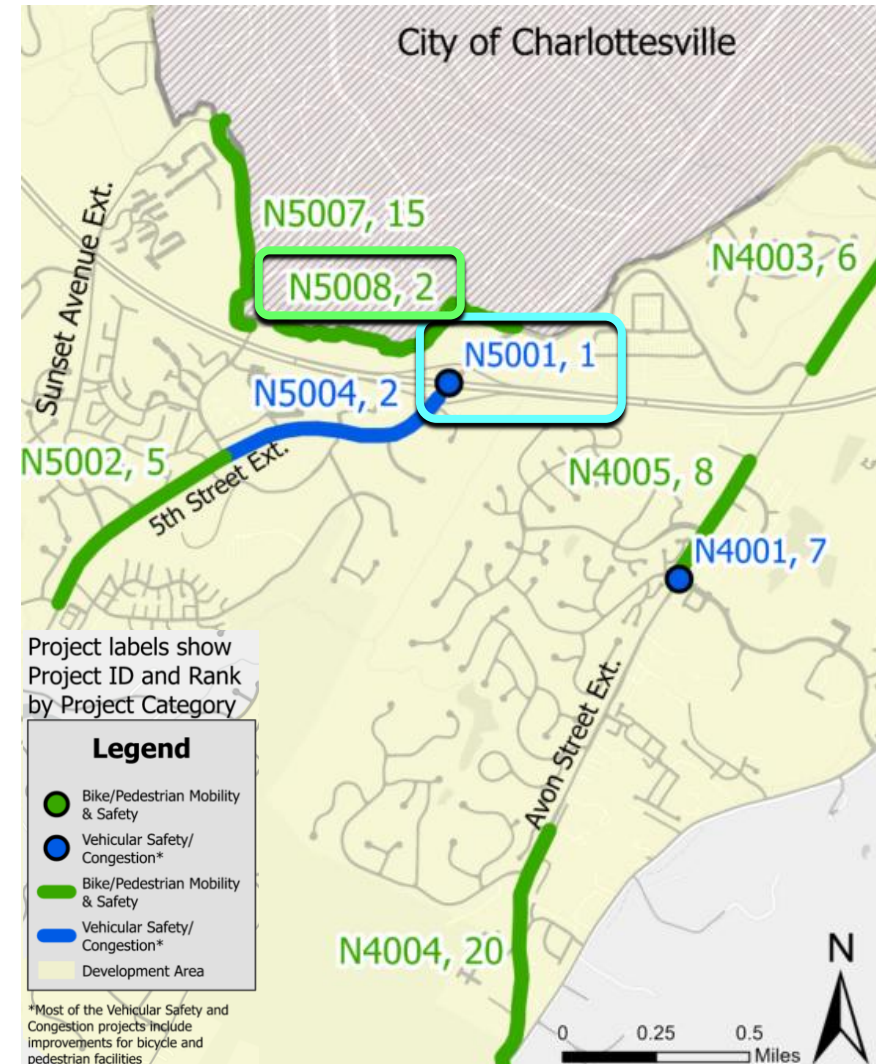 City of Charlottesville
Sunset Avenue Ext.
N5007, 15
N5008, 2
N4003, 6
N5001, 1
N5004, 2
N5002, 5
5th Street Ext.
N4005, 8
N4001, 7
Avon Street Ext.
N4004, 20
Project labels show
Project ID and Rank
by Project Category
Legend
Bike/Pedestrian Mobility
& Safety
Vehicular Safety/
Congestion*
Bike/Pedestrian Mobility
& Safety
Vehicular Safety/
Congestion*
Development Area
*Most of the Vehicular Safety and
Congestion projects include
improvements for bicycle and
pedestrian facilities
N
0 0.25 0.5
Miles